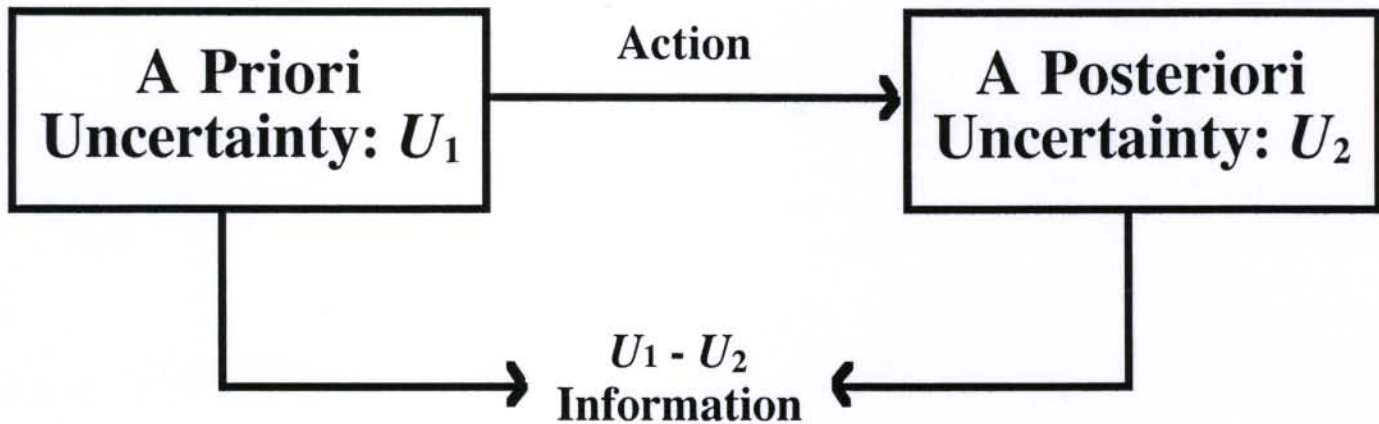 A Priori
Uncertainty: U1
Action
A Posteriori
Uncertainty: U2
U1 - U2
Information